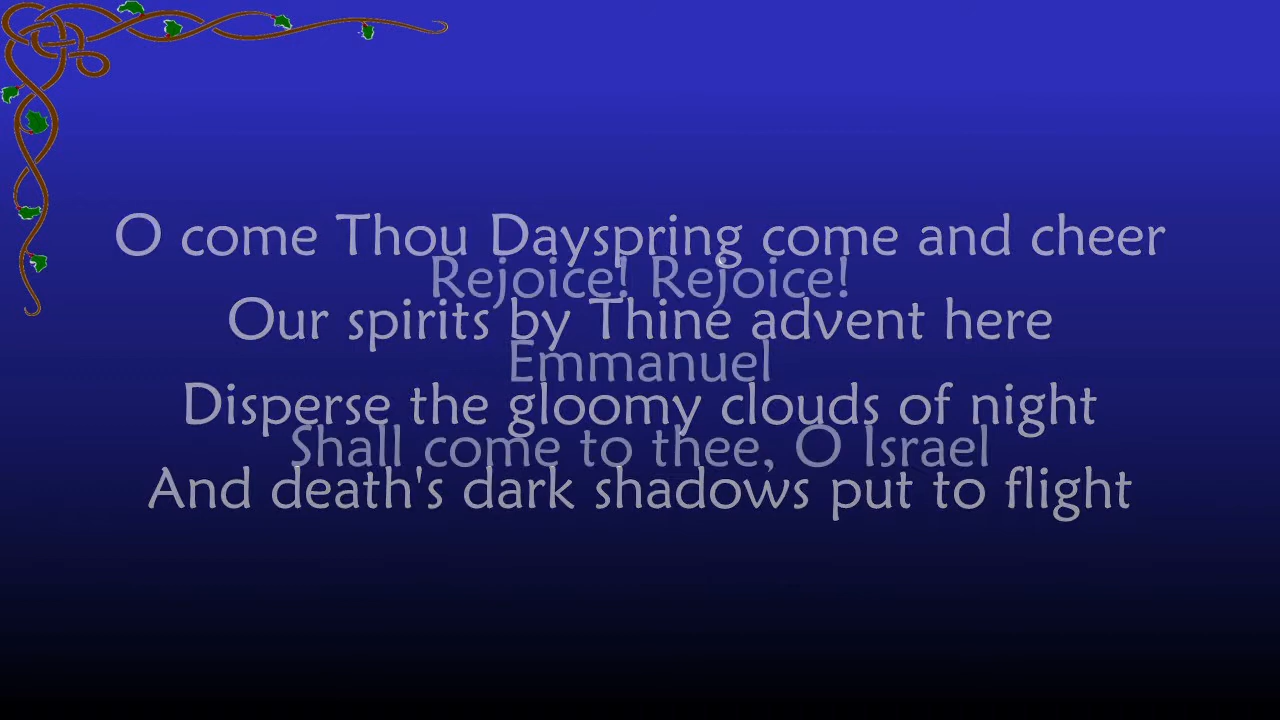 O come Thou Dayspring come and cheer
Rejoice! Rejoice!
Our spirits by Thine advent here
Emmanuel
Disperse the gloomy clouds of night
Shall come to thee, O Israel
And death's dark shadows put to flight